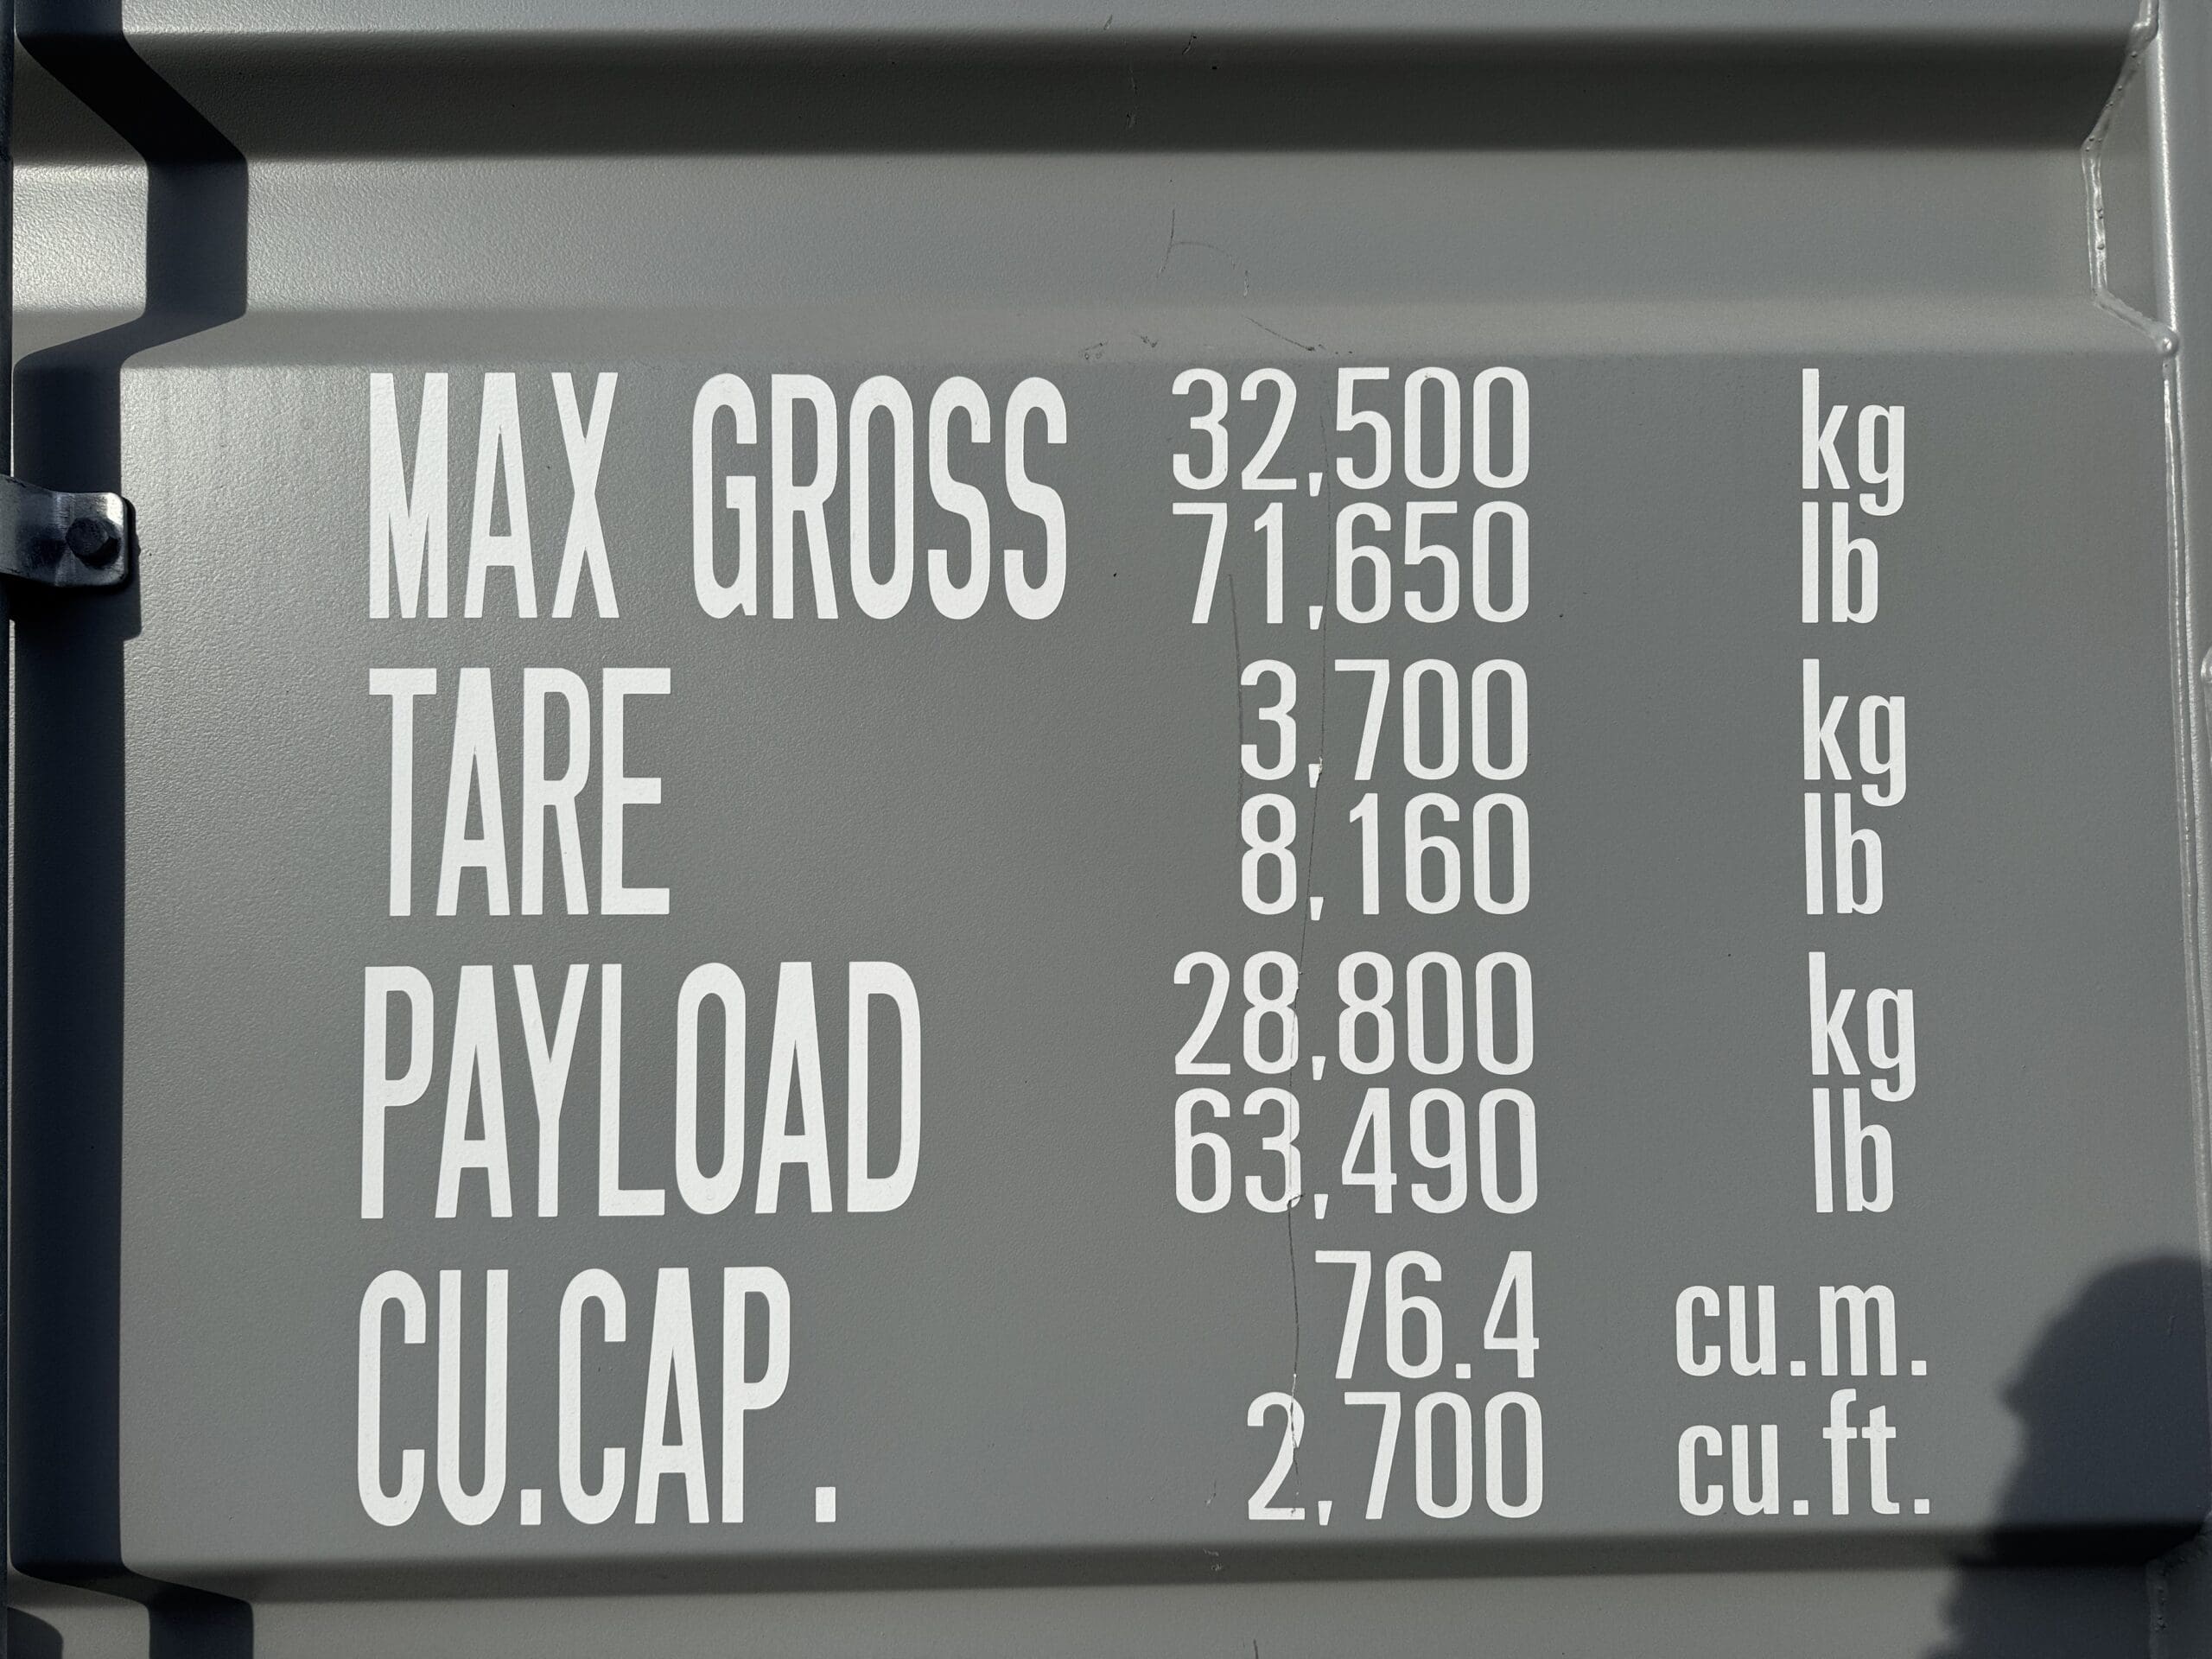 MAX GROSS 32,500 kg
71,650 lb
TARE 3,700 kg
8,160 lb
PAYLOAD 28,800 kg
63,490 lb
CU.CAP. 76.4 cu.m.
2,700 cu.ft.